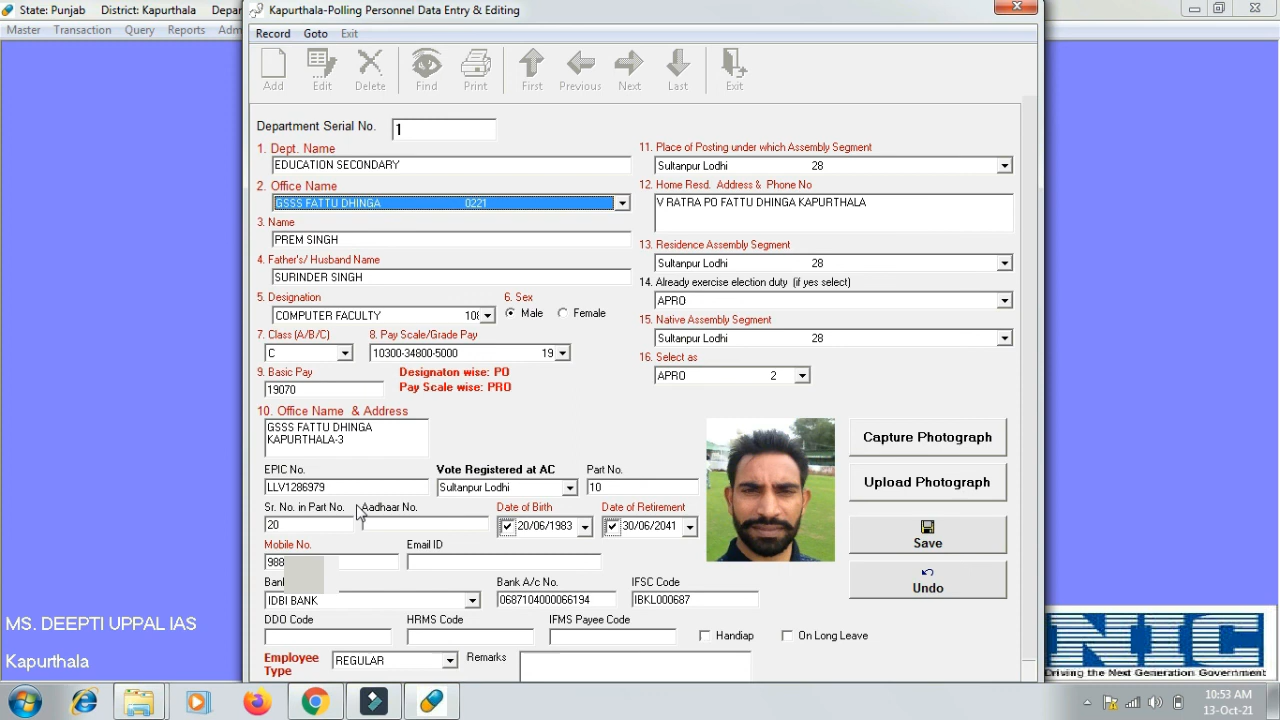 State: Punjab District: Kapurthala Depar
Kapurthala-Polling Personnel Data Entry & Editing
Master Transaction Query Reports Adm
Record Goto Exit
Add Edit Delete Find Print First Previous Next Last Exit
Department Serial No. 1
1. Dept. Name
EDUCATION SECONDARY
2. Office Name
GSSS FATTU DHINGA 0221
3. Name
PREM SINGH
4. Father's/ Husband Name
SURINDER SINGH
5. Designation 6. Sex
COMPUTER FACULTY Male Female
7. Class (A/B/C) 8. Pay Scale/Grade Pay
C 10300-34800-5000 19
9. Basic Pay Designaton wise: PO
19070 Pay Scale wise: PRO
10. Office Name & Address
GSSS FATTU DHINGA
KAPURTHALA-3
EPIC No. Vote Registered at AC Part No.
LLV1286979 Sultanpur Lodhi 10
Sr. No. in Part No. Aadhaar No. Date of Birth Date of Retirement
20 20/06/1983 30/06/2041
Mobile No. Email ID
988
Bank A/c No. IFSC Code
IDBI BANK 0687104000066194 IBKL000687
DDO Code HRMS Code IFMS Payee Code
Handiap On Long Leave
Employee Type REGULAR Remarks
11. Place of Posting under which Assembly Segment
Sultanpur Lodhi 28
12. Home Resd. Address & Phone No
V RATRA PO FATTU DHINGA KAPURTHALA
13. Residence Assembly Segment
Sultanpur Lodhi 28
14. Already exercise election duty (if yes select)
APRO
15. Native Assembly Segment
Sultanpur Lodhi 28
16. Select as
APRO 2
Capture Photograph
Upload Photograph
Save
Undo
MS. DEEPTI UPPAL IAS
Kapurthala
NIC
Driving the Next Generation Government
10:53 AM
13-Oct-21